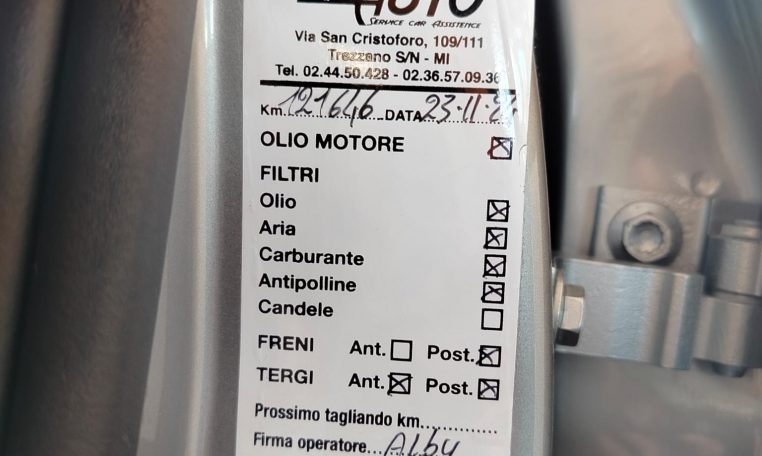 AUTO
SERVICE CAR ASSISTENCE
Via San Cristoforo, 109/111
Trezzano S/N - MI
Tel. 02.44.50.428 - 02.36.57.09.36
Km. 121646 DATA 23.11.
OLIO MOTORE
FILTRI
Olio
Aria
Carburante
Antipolline
Candele
FRENI Ant. Post.
TERGI Ant. Post.
Prossimo tagliando km.............
Firma operatore... Alby